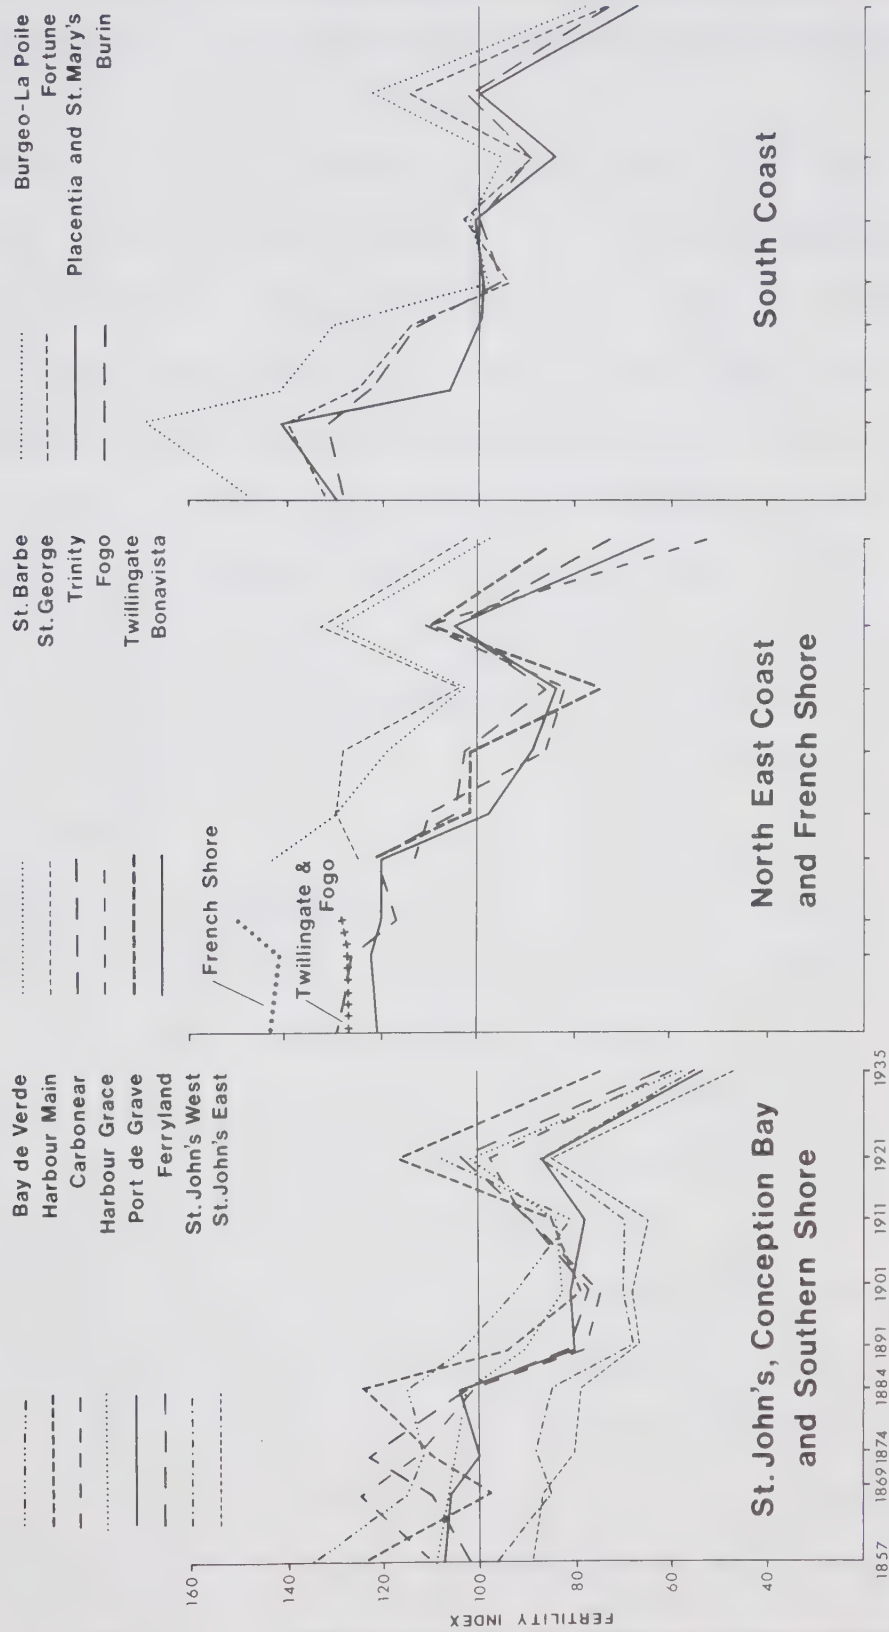 Bay de Verde
Harbour Main
Carbonear
Harbour Grace
Port de Grave
Ferryland
St. John's West
St. John's East
St. Barbe
St. George
Trinity
Fogo
Twillingate
Bonavista
Burgeo-La Poile
Fortune
Placentia and St. Mary's
Burin
FERTILITY INDEX
160
140
120
100
80
60
40
1857
1869
1874
1884
1891
1901
1911
1921
1935
St. John's, Conception Bay
and Southern Shore
French Shore
Twillingate &
Fogo
North East Coast
and French Shore
South Coast